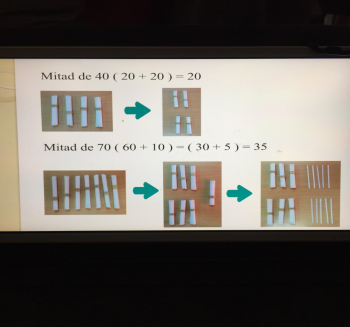 Mitad de 40 ( 20 + 20 ) = 20
Mitad de 70 ( 60 + 10 ) = ( 30 + 5 ) = 35